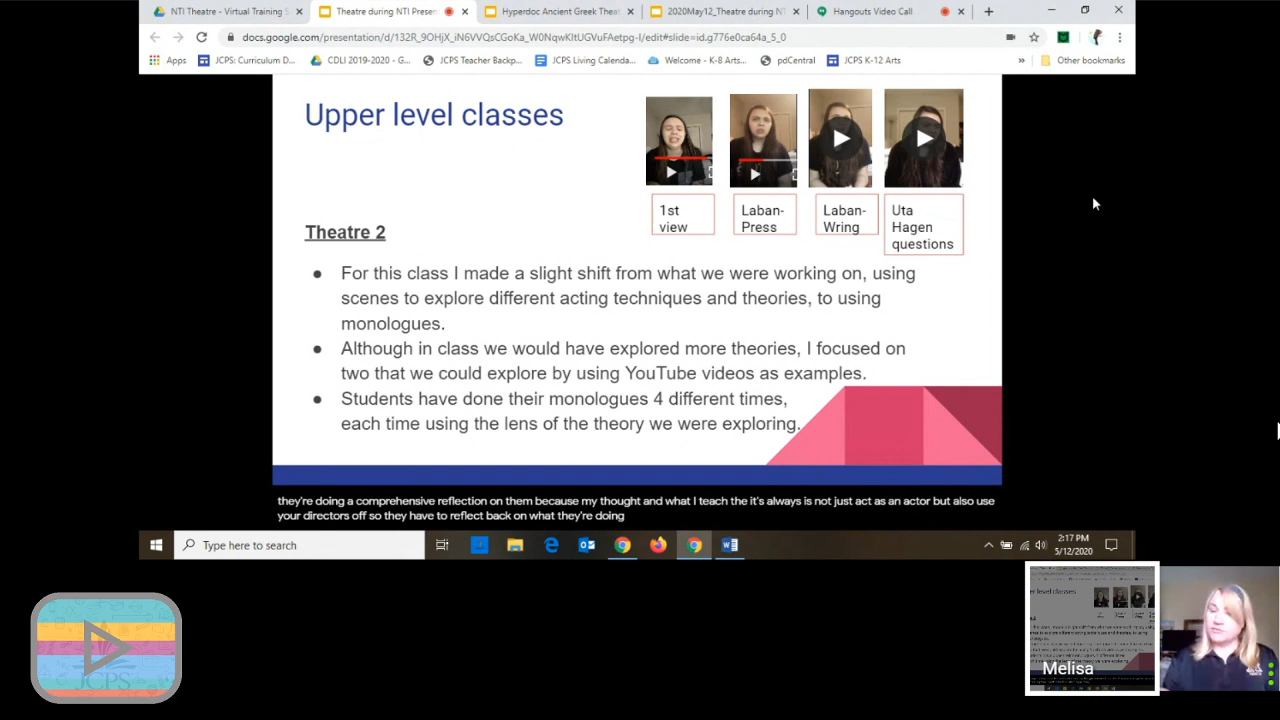 NTI Theatre - Virtual Training S
Theatre during NTI Presen
Hyperdoc Ancient Greek Theat
2020May12_Theatre during NT
Hangouts Video Call
docs.google.com/presentation/d/132R_9OHjX_iN6VVQsCGoKa_W0NqwKltUGVuFAetpg-I/edit#slide=id.g776e0ca64a_5_0
Apps
JCPS: Curriculum D...
CDLI 2019-2020 - G...
JCPS Teacher Backp...
JCPS Living Calenda...
Welcome - K-8 Arts...
pdCentral
JCPS K-12 Arts
»
Other bookmarks
Upper level classes
1st
view
Laban-
Press
Laban-
Wring
Uta
Hagen
questions
Theatre 2
● For this class I made a slight shift from what we were working on, using
scenes to explore different acting techniques and theories, to using
monologues.
● Although in class we would have explored more theories, I focused on
two that we could explore by using YouTube videos as examples.
● Students have done their monologues 4 different times,
each time using the lens of the theory we were exploring.
they're doing a comprehensive reflection on them because my thought and what I teach the it's always is not just act as an actor but also use
your directors off so they have to reflect back on what they're doing
Type here to search
2:17 PM
5/12/2020
Melisa
JCPS